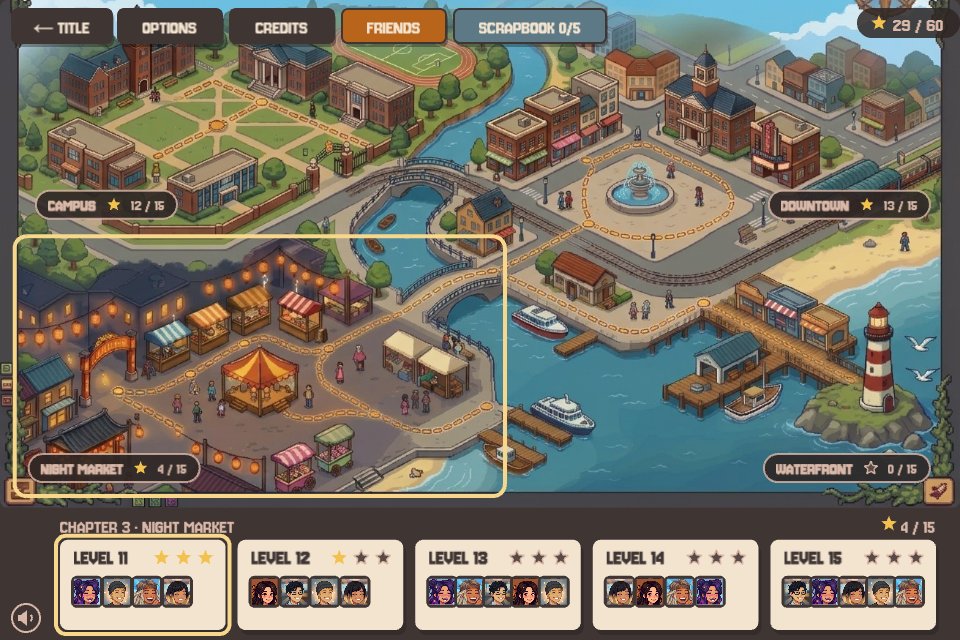 ← TITLE
OPTIONS
CREDITS
FRIENDS
SCRAPBOOK 0/5
29 / 60
CAMPUS 12 / 15
DOWNTOWN 13 / 15
NIGHT MARKET 4 / 15
WATERFRONT 0 / 15
CHAPTER 3 · NIGHT MARKET
4 / 15
LEVEL 11
LEVEL 12
LEVEL 13
LEVEL 14
LEVEL 15